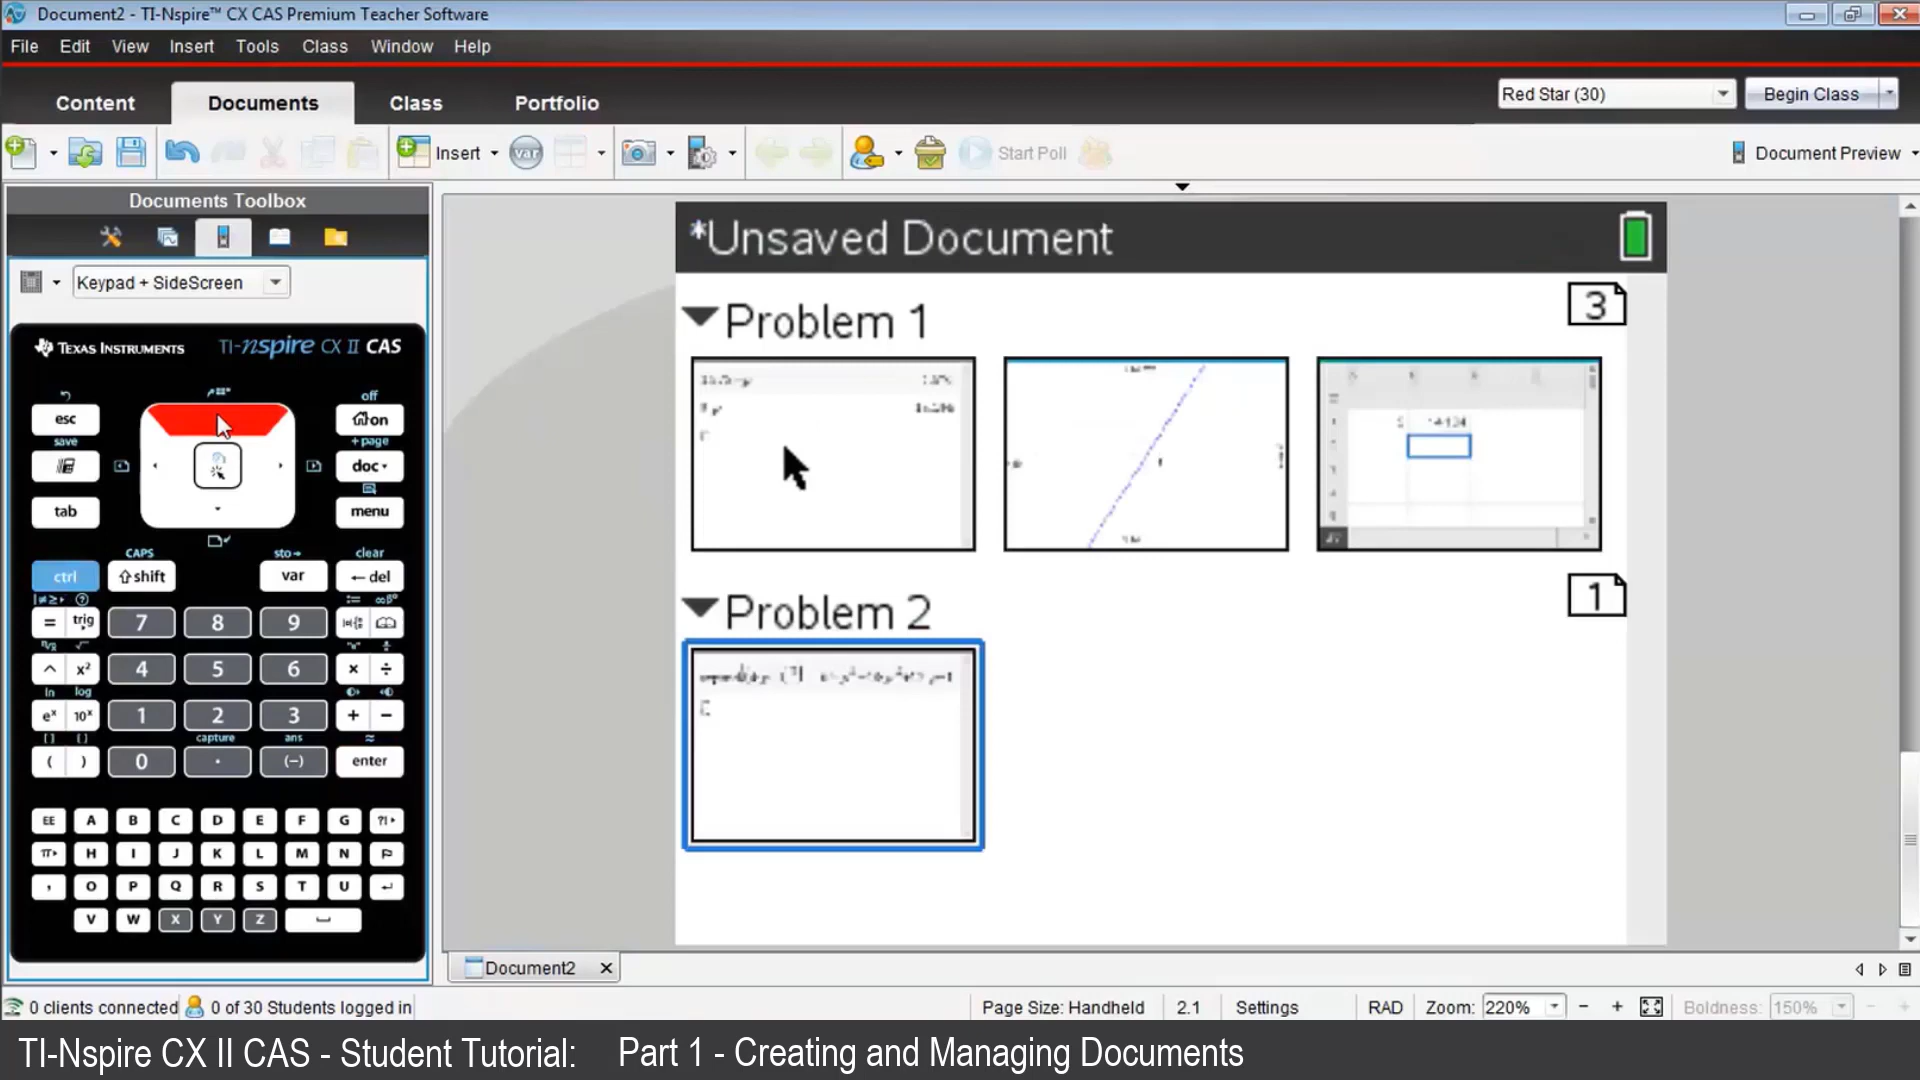 Document2 - TI-Nspire™ CX CAS Premium Teacher Software
File Edit View Insert Tools Class Window Help
Content Documents Class Portfolio
Red Star (30) Begin Class
Insert var Start Poll Document Preview
Documents Toolbox
Keypad + SideScreen
TEXAS INSTRUMENTS TI-nspire CX II CAS
off
esc on
save + page
doc
tab menu
CAPS sto→ clear
ctrl shift var ← del
= trig 7 8 9
^ x² 4 5 6 × ÷
ln log
eˣ 10ˣ 1 2 3 + −
[ ] { } capture ans ≈
( ) 0 . (−) enter
EE A B C D E F G ?!▸
π▸ H I J K L M N
, O P Q R S T U
V W X Y Z
*Unsaved Document
Problem 1 3
Problem 2 1
Document2
0 clients connected 0 of 30 Students logged in
Page Size: Handheld 2.1 Settings RAD Zoom: 220% − + Boldness: 150% − +
TI-Nspire CX II CAS - Student Tutorial: Part 1 - Creating and Managing Documents